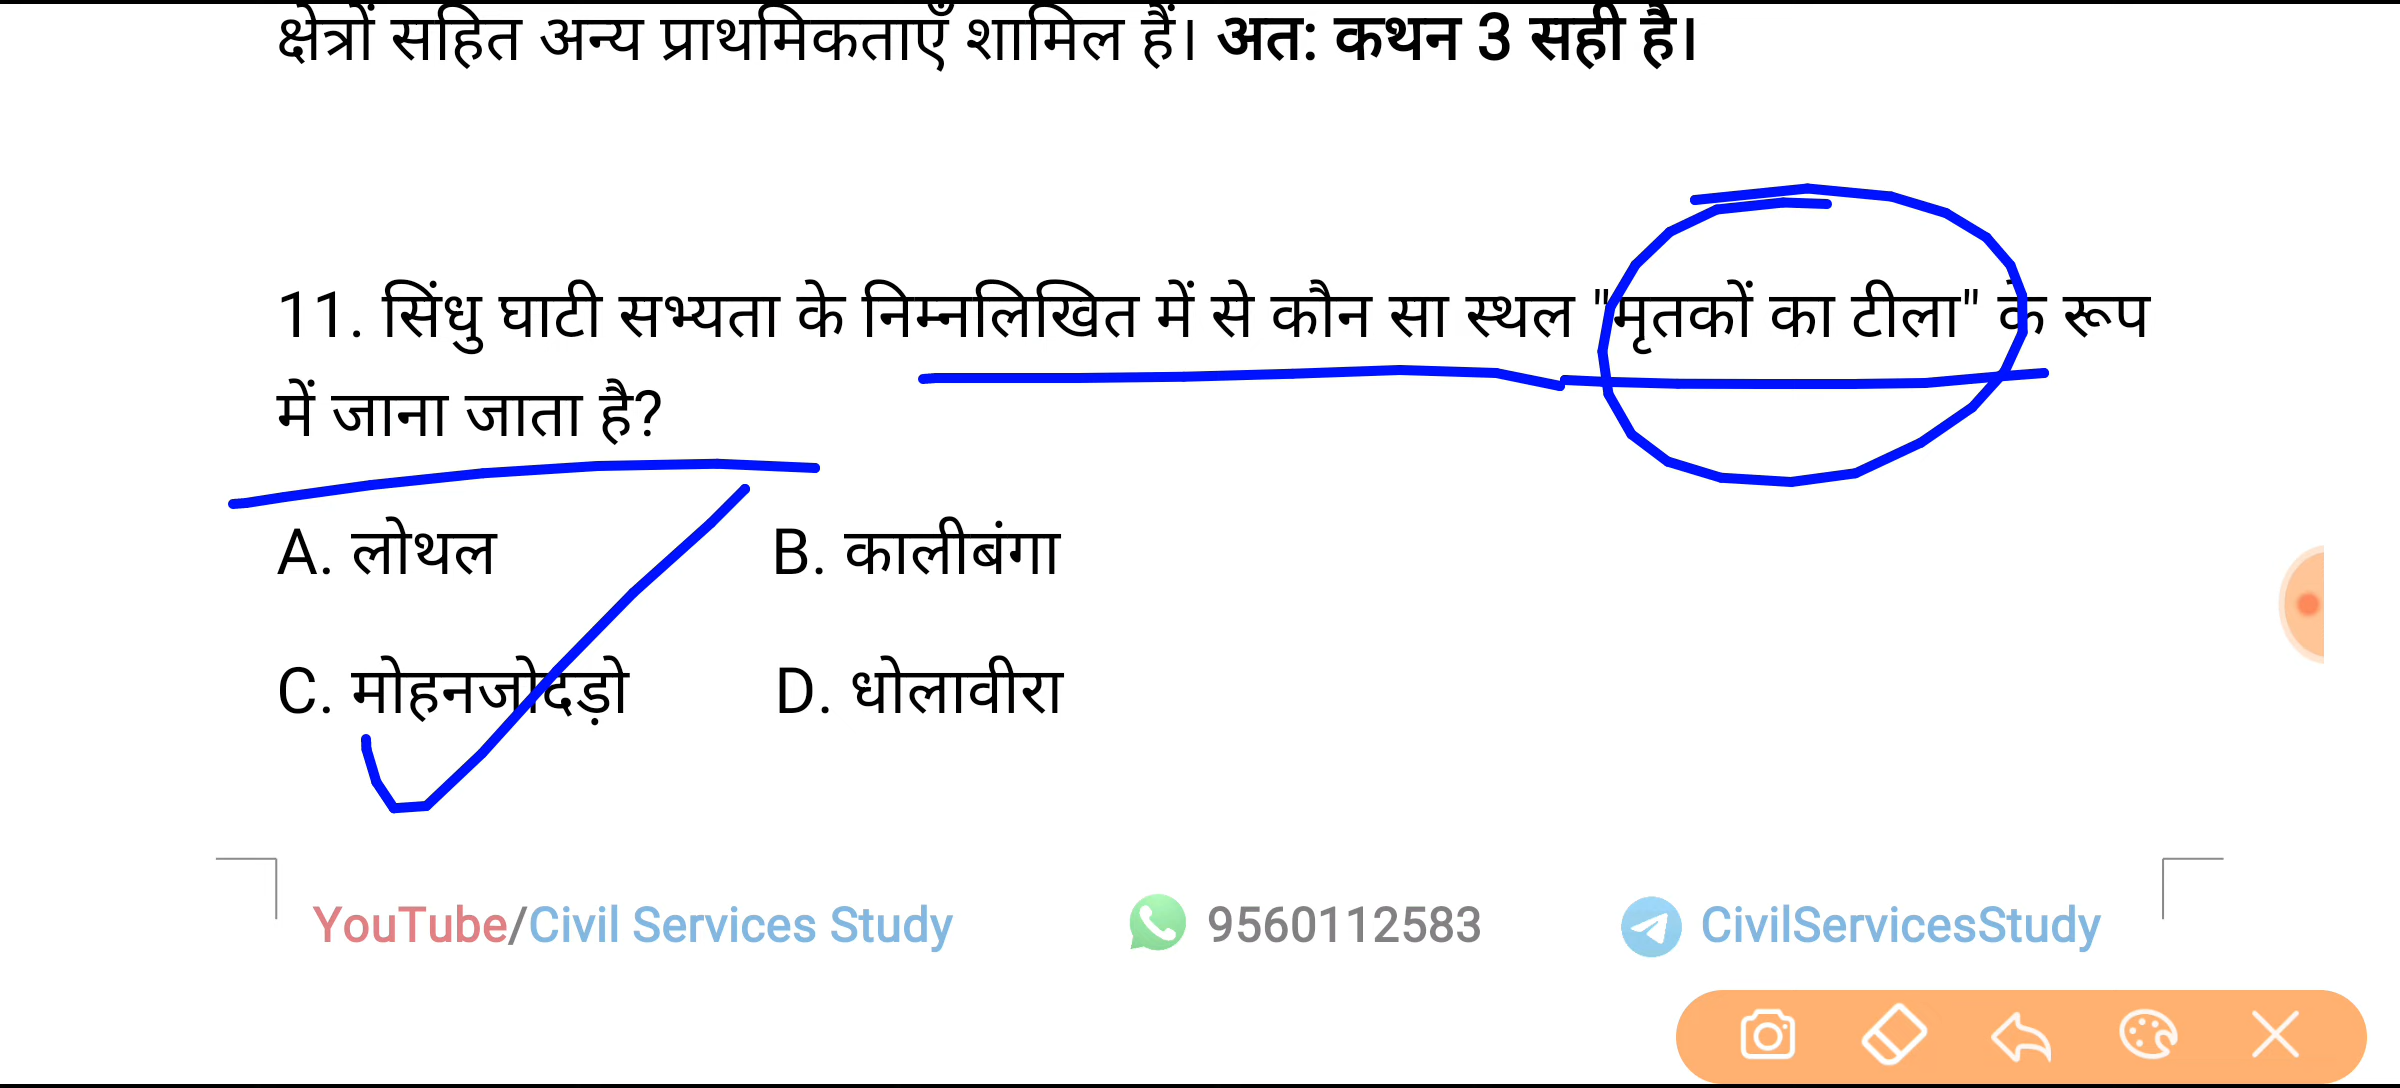 क्षेत्रों सहित अन्य प्राथमिकताएँ शामिल हैं। अत: कथन 3 सही है।
11. सिंधु घाटी सभ्यता के निम्नलिखित में से कौन सा स्थल "मृतकों का टीला" के रूप
में जाना जाता है?
A. लोथल B. कालीबंगा
C. मोहनजोदड़ो D. धोलावीरा
YouTube/Civil Services Study 9560112583 CivilServicesStudy